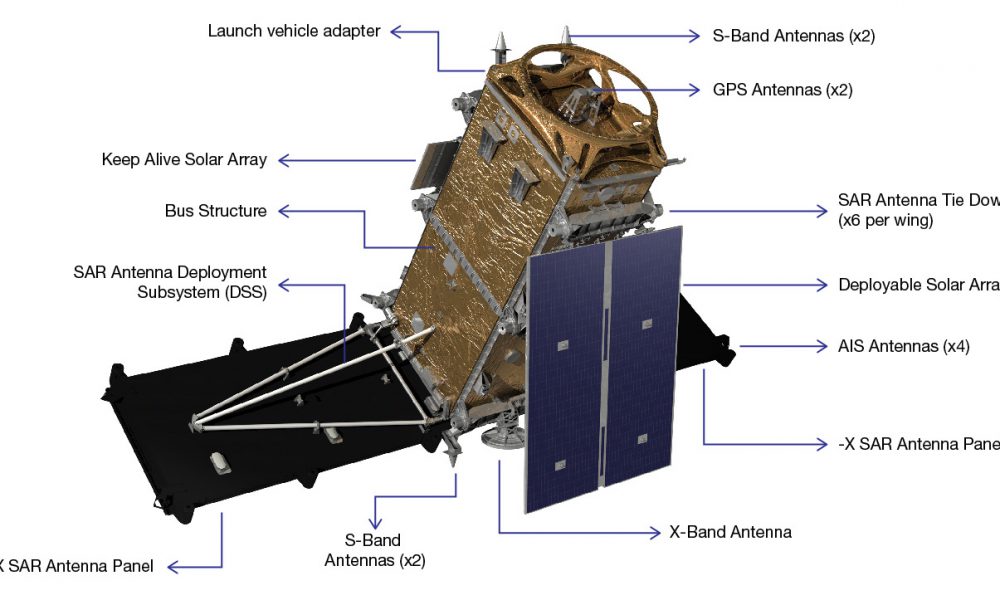 Launch vehicle adapter
S-Band Antennas (x2)
GPS Antennas (x2)
Keep Alive Solar Array
SAR Antenna Tie Dow
(x6 per wing)
Bus Structure
SAR Antenna Deployment
Subsystem (DSS)
Deployable Solar Arra
AIS Antennas (x4)
-X SAR Antenna Pane
S-Band
Antennas (x2)
X-Band Antenna
X SAR Antenna Panel